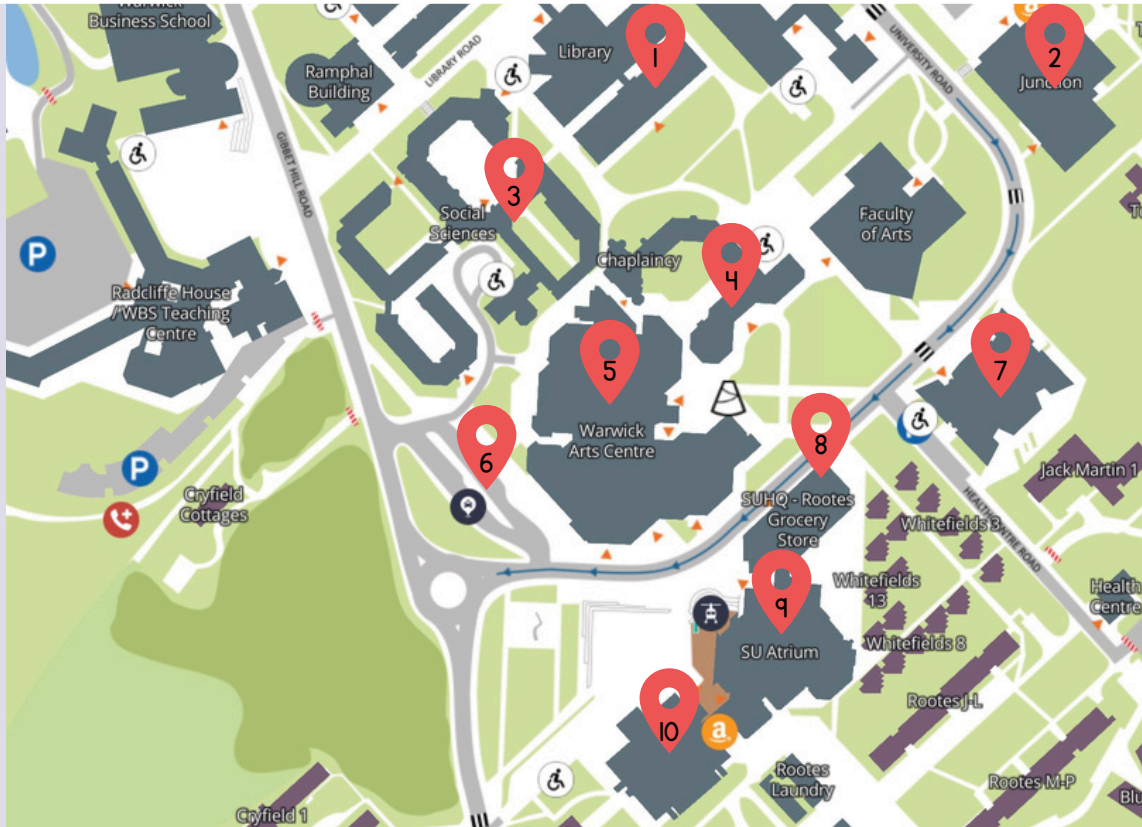 Warwick
Business School
Library
1
2
Junction
UNIVERSITY ROAD
Ramphal
Building
LIBRARY ROAD
P
GIBBET HILL ROAD
3
Social
Sciences
Chaplaincy
4
Faculty
of Arts
Radcliffe House
/ WBS Teaching
Centre
5
7
6
Warwick
Arts Centre
8
P
Cryfield
Cottages
Jack Martin 1
SUHQ - Rootes
Grocery
Store
Whitefields 3
HEALTH CENTRE ROAD
Whitefields
13
Health
Centre
9
SU Atrium
Whitefields 8
Rootes J-L
10
a
Rootes
Laundry
Rootes M-P
Cryfield 1